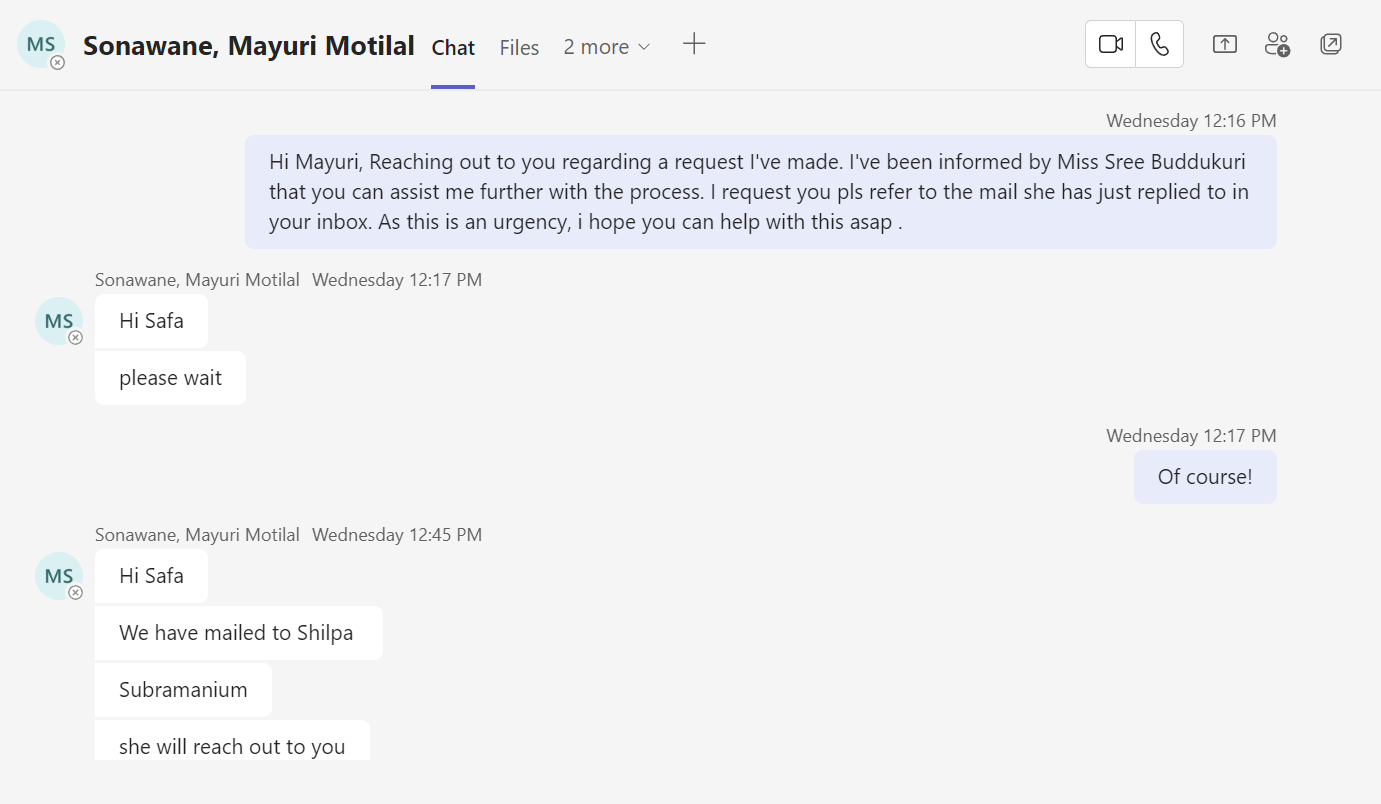 MS Sonawane, Mayuri Motilal Chat Files 2 more
Wednesday 12:16 PM
Hi Mayuri, Reaching out to you regarding a request I've made. I've been informed by Miss Sree Buddukuri
that you can assist me further with the process. I request you pls refer to the mail she has just replied to in
your inbox. As this is an urgency, i hope you can help with this asap .
Sonawane, Mayuri Motilal Wednesday 12:17 PM
MS
Hi Safa
please wait
Wednesday 12:17 PM
Of course!
Sonawane, Mayuri Motilal Wednesday 12:45 PM
MS
Hi Safa
We have mailed to Shilpa
Subramanium
she will reach out to you